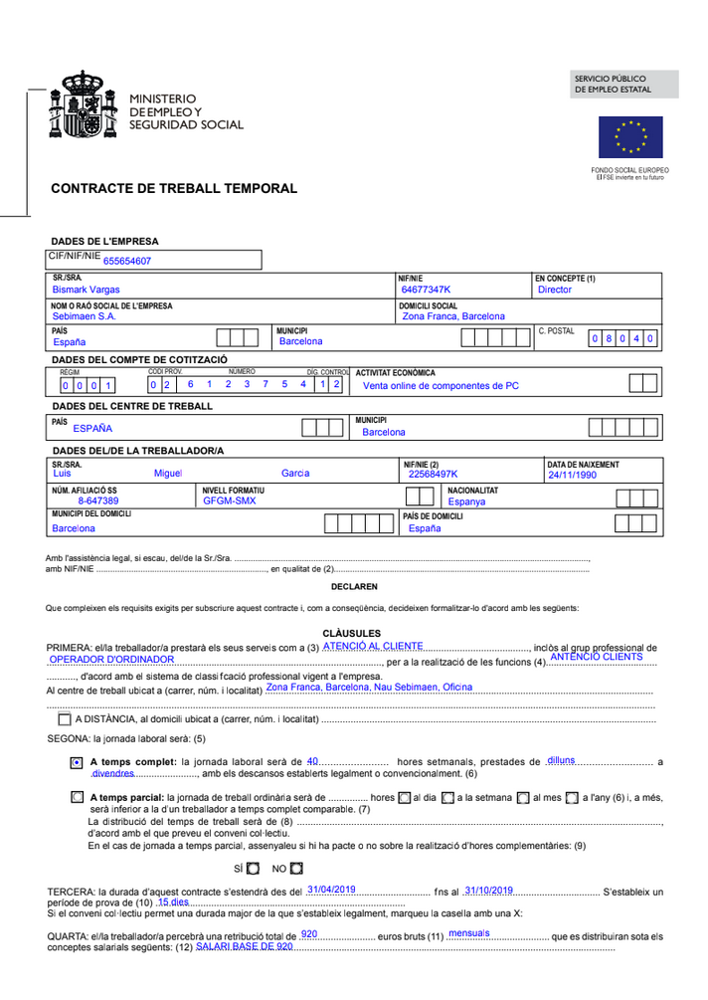 SERVICIO PÚBLICO
DE EMPLEO ESTATAL
MINISTERIO
DE EMPLEO Y
SEGURIDAD SOCIAL
FONDO SOCIAL EUROPEO
El FSE invierte en tu futuro
CONTRACTE DE TREBALL TEMPORAL
DADES DE L'EMPRESA
CIF/NIF/NIE 655654607
SR./SRA. NIF/NIE EN CONCEPTE (1)
Bismark Vargas 64677347K Director
NOM O RAÓ SOCIAL DE L'EMPRESA DOMICILI SOCIAL
Sebimaen S.A. Zona Franca, Barcelona
PAÍS MUNICIPI C. POSTAL
España Barcelona 0 8 0 4 0
DADES DEL COMPTE DE COTITZACIÓ
RÈGIM CODI PROV. NÚMERO DÍG. CONTROL ACTIVITAT ECONÒMICA
0 0 0 1 0 2 6 1 2 3 7 5 4 1 2 Venta online de componentes de PC
DADES DEL CENTRE DE TREBALL
PAÍS MUNICIPI
ESPAÑA Barcelona
DADES DEL/DE LA TREBALLADOR/A
SR./SRA. NIF/NIE (2) DATA DE NAIXEMENT
Luis Miguel Garcia 22568497K 24/11/1990
NÚM. AFILIACIÓ SS NIVELL FORMATIU NACIONALITAT
8-647389 GFGM-SMX Espanya
MUNICIPI DEL DOMICILI PAÍS DE DOMICILI
Barcelona España
Amb l'assistència legal, si escau, del/de la Sr./Sra. ..............................,
amb NIF/NIE .............................., en qualitat de (2)..............................
DECLAREN
Que compleixen els requisits exigits per subscriure aquest contracte i, com a conseqüència, decideixen formalitzar-lo d'acord amb les següents:
CLÀUSULES
PRIMERA: el/la treballador/a prestarà els seus serveis com a (3) ATENCIÓ AL CLIENTE.............................., inclòs al grup professional de
OPERADOR D'ORDINADOR.............................., per a la realització de les funcions (4) ANTENCIÓ CLIENTS
..........., d'acord amb el sistema de classificació professional vigent a l'empresa.
Al centre de treball ubicat a (carrer, núm. i localitat) Zona Franca, Barcelona, Nau Sebimaen, Oficina
A DISTÀNCIA, al domicili ubicat a (carrer, núm. i localitat) ..............................
SEGONA: la jornada laboral serà: (5)
A temps complet: la jornada laboral serà de 40.................... hores setmanals, prestades de dilluns.................... a
divendres...................., amb els descansos establerts legalment o convencionalment. (6)
A temps parcial: la jornada de treball ordinària serà de .............. hores al dia a la setmana al mes a l'any (6) i, a més,
serà inferior a la d'un treballador a temps complet comparable. (7)
La distribució del temps de treball serà de (8) ..............................,
d'acord amb el que preveu el conveni col·lectiu.
En el cas de jornada a temps parcial, assenyaleu si hi ha pacte o no sobre la realització d'hores complementàries: (9)
SÍ NO
TERCERA: la durada d'aquest contracte s'estendrà des del 31/04/2019.................... fins al 31/10/2019.................... S'estableix un
període de prova de (10) 15 dies..............................
Si el conveni col·lectiu permet una durada major de la que s'estableix legalment, marqueu la casella amb una X:
QUARTA: el/la treballador/a percebrà una retribució total de 920.................... euros bruts (11) mensuals.................... que es distribuiran sota els
conceptes salarials següents: (12) SALARI BASE DE 920..............................